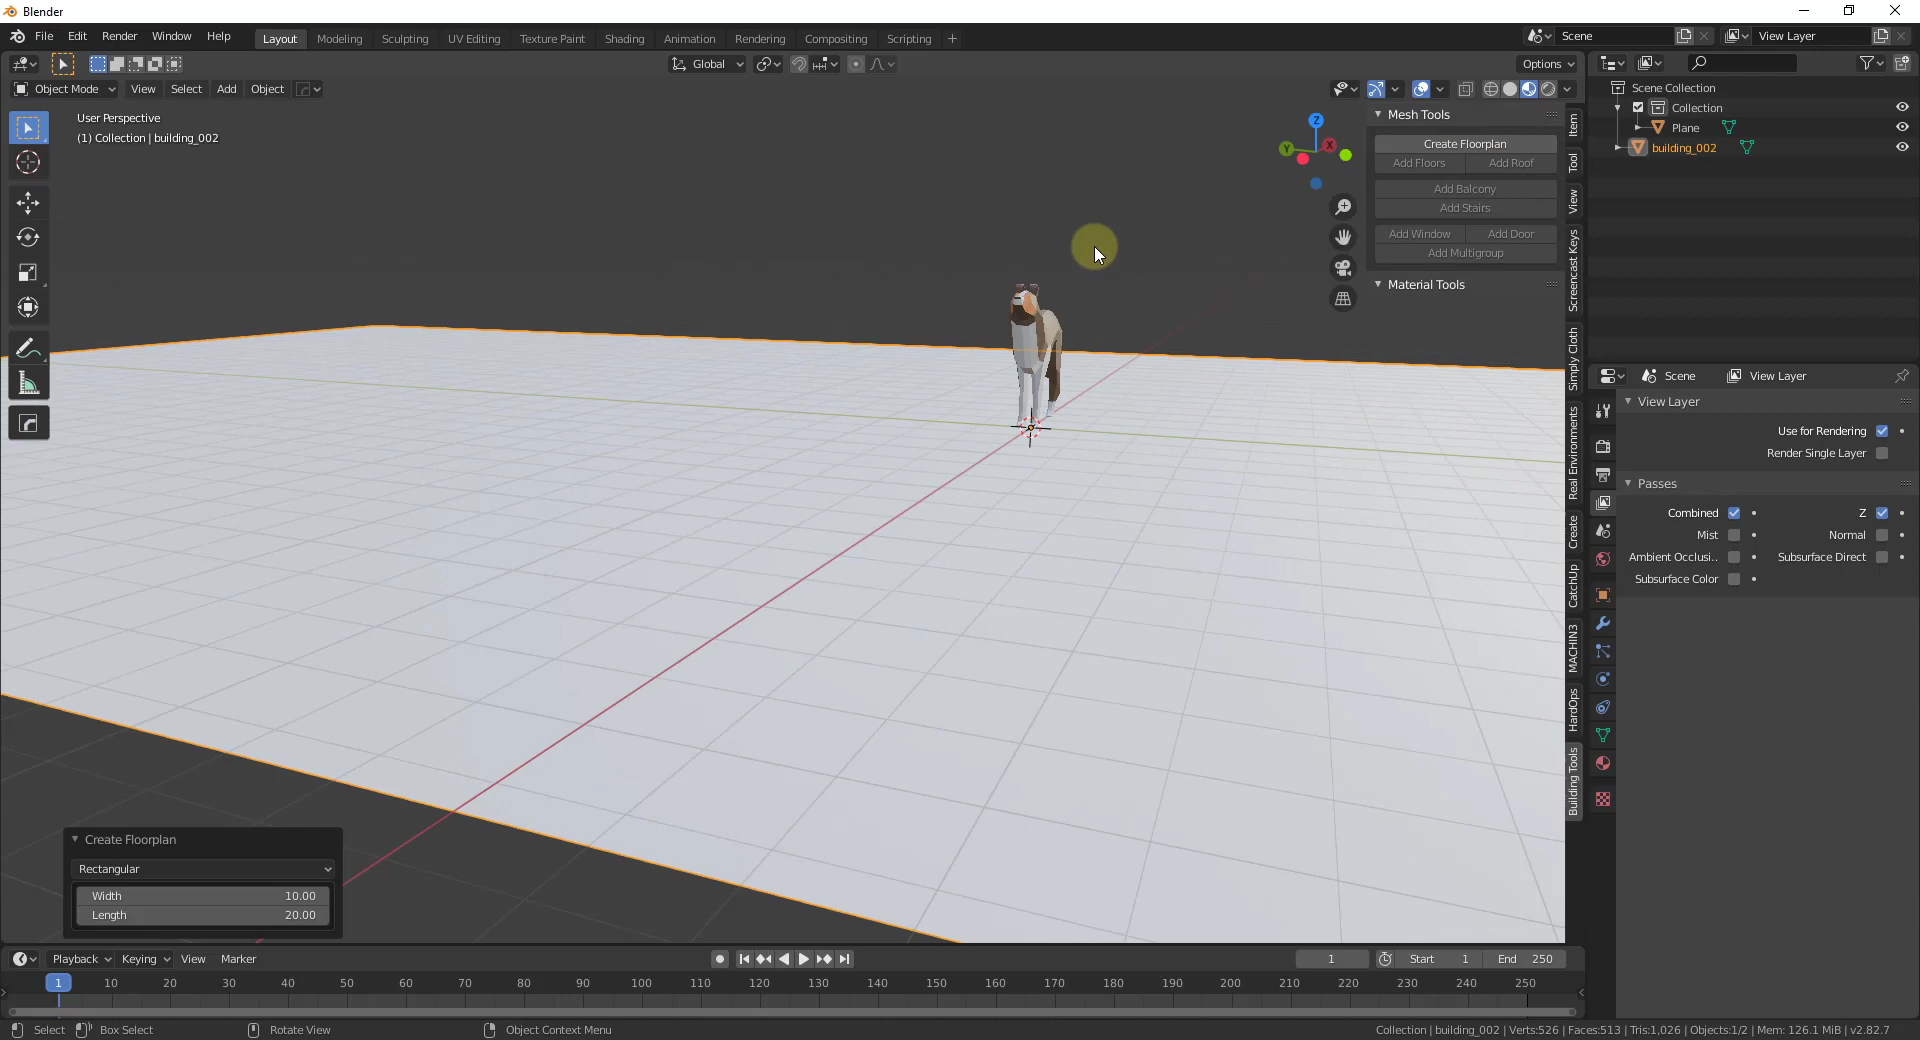 Blender
File Edit Render Window Help
Layout Modeling Sculpting UV Editing Texture Paint Shading Animation Rendering Compositing Scripting +
Scene
View Layer
Global
Options
Object Mode View Select Add Object
User Perspective
(1) Collection | building_002
Z
Y
X
Mesh Tools
Create Floorplan
Add Floors Add Roof
Add Balcony
Add Stairs
Add Window Add Door
Add Multigroup
Material Tools
Item
Tool
View
Screencast Keys
Simply Cloth
Real Environments
Create
CatchUp
MACHIN3
HardOps
Building Tools
Scene Collection
Collection
Plane
building_002
Scene View Layer
View Layer
Use for Rendering
Render Single Layer
Passes
Combined Z
Mist Normal
Ambient Occlusi.. Subsurface Direct
Subsurface Color
Create Floorplan
Rectangular
Width 10.00
Length 20.00
Playback Keying View Marker
1 Start 1 End 250
1 10 20 30 40 50 60 70 80 90 100 110 120 130 140 150 160 170 180 190 200 210 220 230 240 250
Select Box Select Rotate View Object Context Menu
Collection | building_002 | Verts:526 | Faces:513 | Tris:1,026 | Objects:1/2 | Mem: 126.1 MiB | v2.82.7